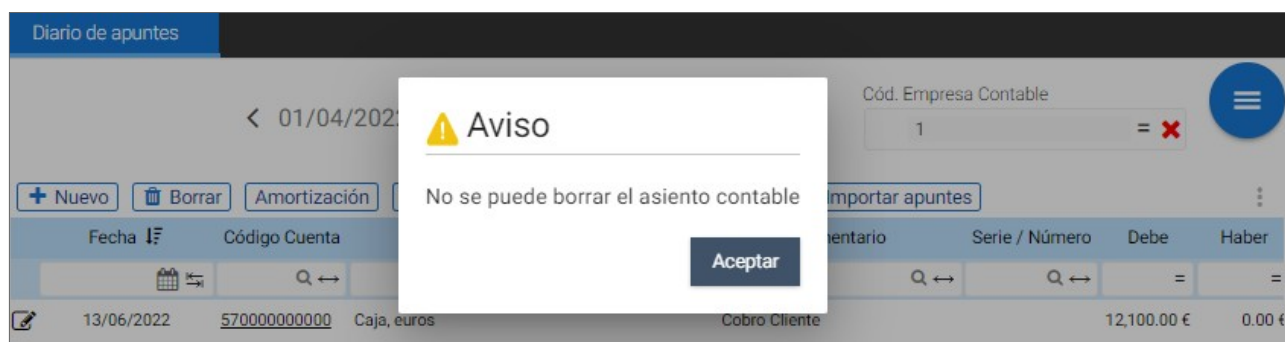 Diario de apuntes
Cód. Empresa Contable
01/04/202
1
=
Aviso
No se puede borrar el asiento contable
Aceptar
Nuevo Borrar Amortización Importar apuntes
Fecha Código Cuenta entario Serie / Número Debe Haber
= =
13/06/2022 570000000000 Caja, euros Cobro Cliente 12,100.00 € 0.00 €